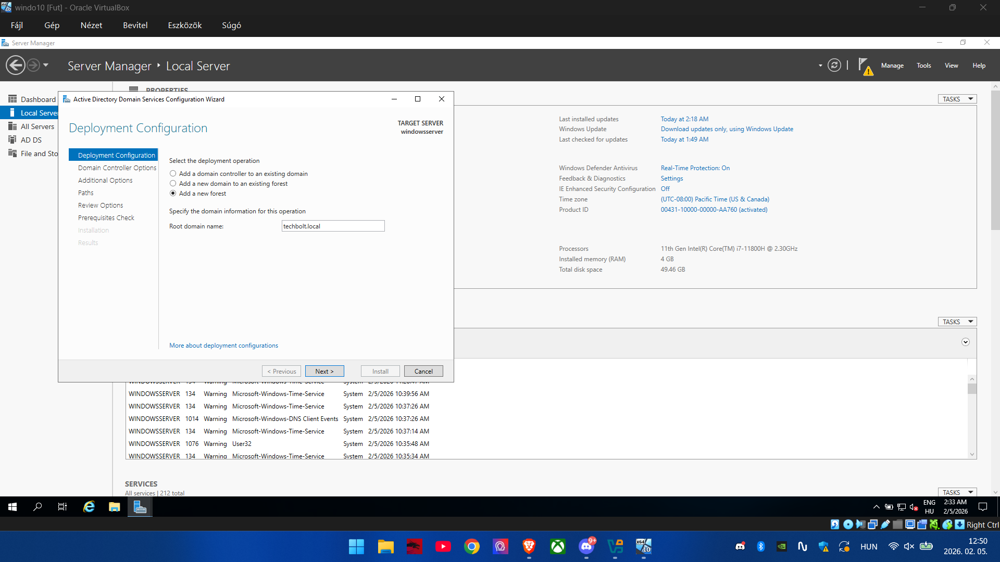 windo10 [Fut] - Oracle VirtualBox
Fájl Gép Nézet Bevitel Eszközök Súgó
Server Manager
Server Manager Local Server
Manage Tools View Help
PROPERTIES
TASKS
Dashboard
Local Server
All Servers
AD DS
File and Sto
Active Directory Domain Services Configuration Wizard
Deployment Configuration
TARGET SERVER
windowsserver
Deployment Configuration
Domain Controller Options
Additional Options
Paths
Review Options
Prerequisites Check
Installation
Results
Select the deployment operation
Add a domain controller to an existing domain
Add a new domain to an existing forest
Add a new forest
Specify the domain information for this operation
Root domain name: techbolt.local
More about deployment configurations
< Previous Next > Install Cancel
Last installed updates Today at 2:18 AM
Windows Update Download updates only, using Windows Update
Last checked for updates Today at 1:49 AM
Windows Defender Antivirus Real-Time Protection: On
Feedback & Diagnostics Settings
IE Enhanced Security Configuration Off
Time zone (UTC-08:00) Pacific Time (US & Canada)
Product ID 00431-10000-00000-AA760 (activated)
Processors 11th Gen Intel(R) Core(TM) i7-11800H @ 2.30GHz
Installed memory (RAM) 4 GB
Total disk space 49.46 GB
TASKS
WINDOWSSERVER 134 Warning Microsoft-Windows-Time-Service System
WINDOWSSERVER 134 Warning Microsoft-Windows-Time-Service System 2/5/2026 10:39:56 AM
WINDOWSSERVER 134 Warning Microsoft-Windows-Time-Service System 2/5/2026 10:37:26 AM
WINDOWSSERVER 1014 Warning Microsoft-Windows-DNS Client Events System 2/5/2026 10:37:26 AM
WINDOWSSERVER 134 Warning Microsoft-Windows-Time-Service System 2/5/2026 10:37:14 AM
WINDOWSSERVER 1076 Warning User32 System 2/5/2026 10:35:48 AM
WINDOWSSERVER 134 Warning Microsoft-Windows-Time-Service System 2/5/2026 10:35:34 AM
SERVICES
All services | 212 total
TASKS
ENG
HU
2:33 AM
2/5/2026
Right Ctrl
x64
10
9+
HUN
12:50
2026. 02. 05.